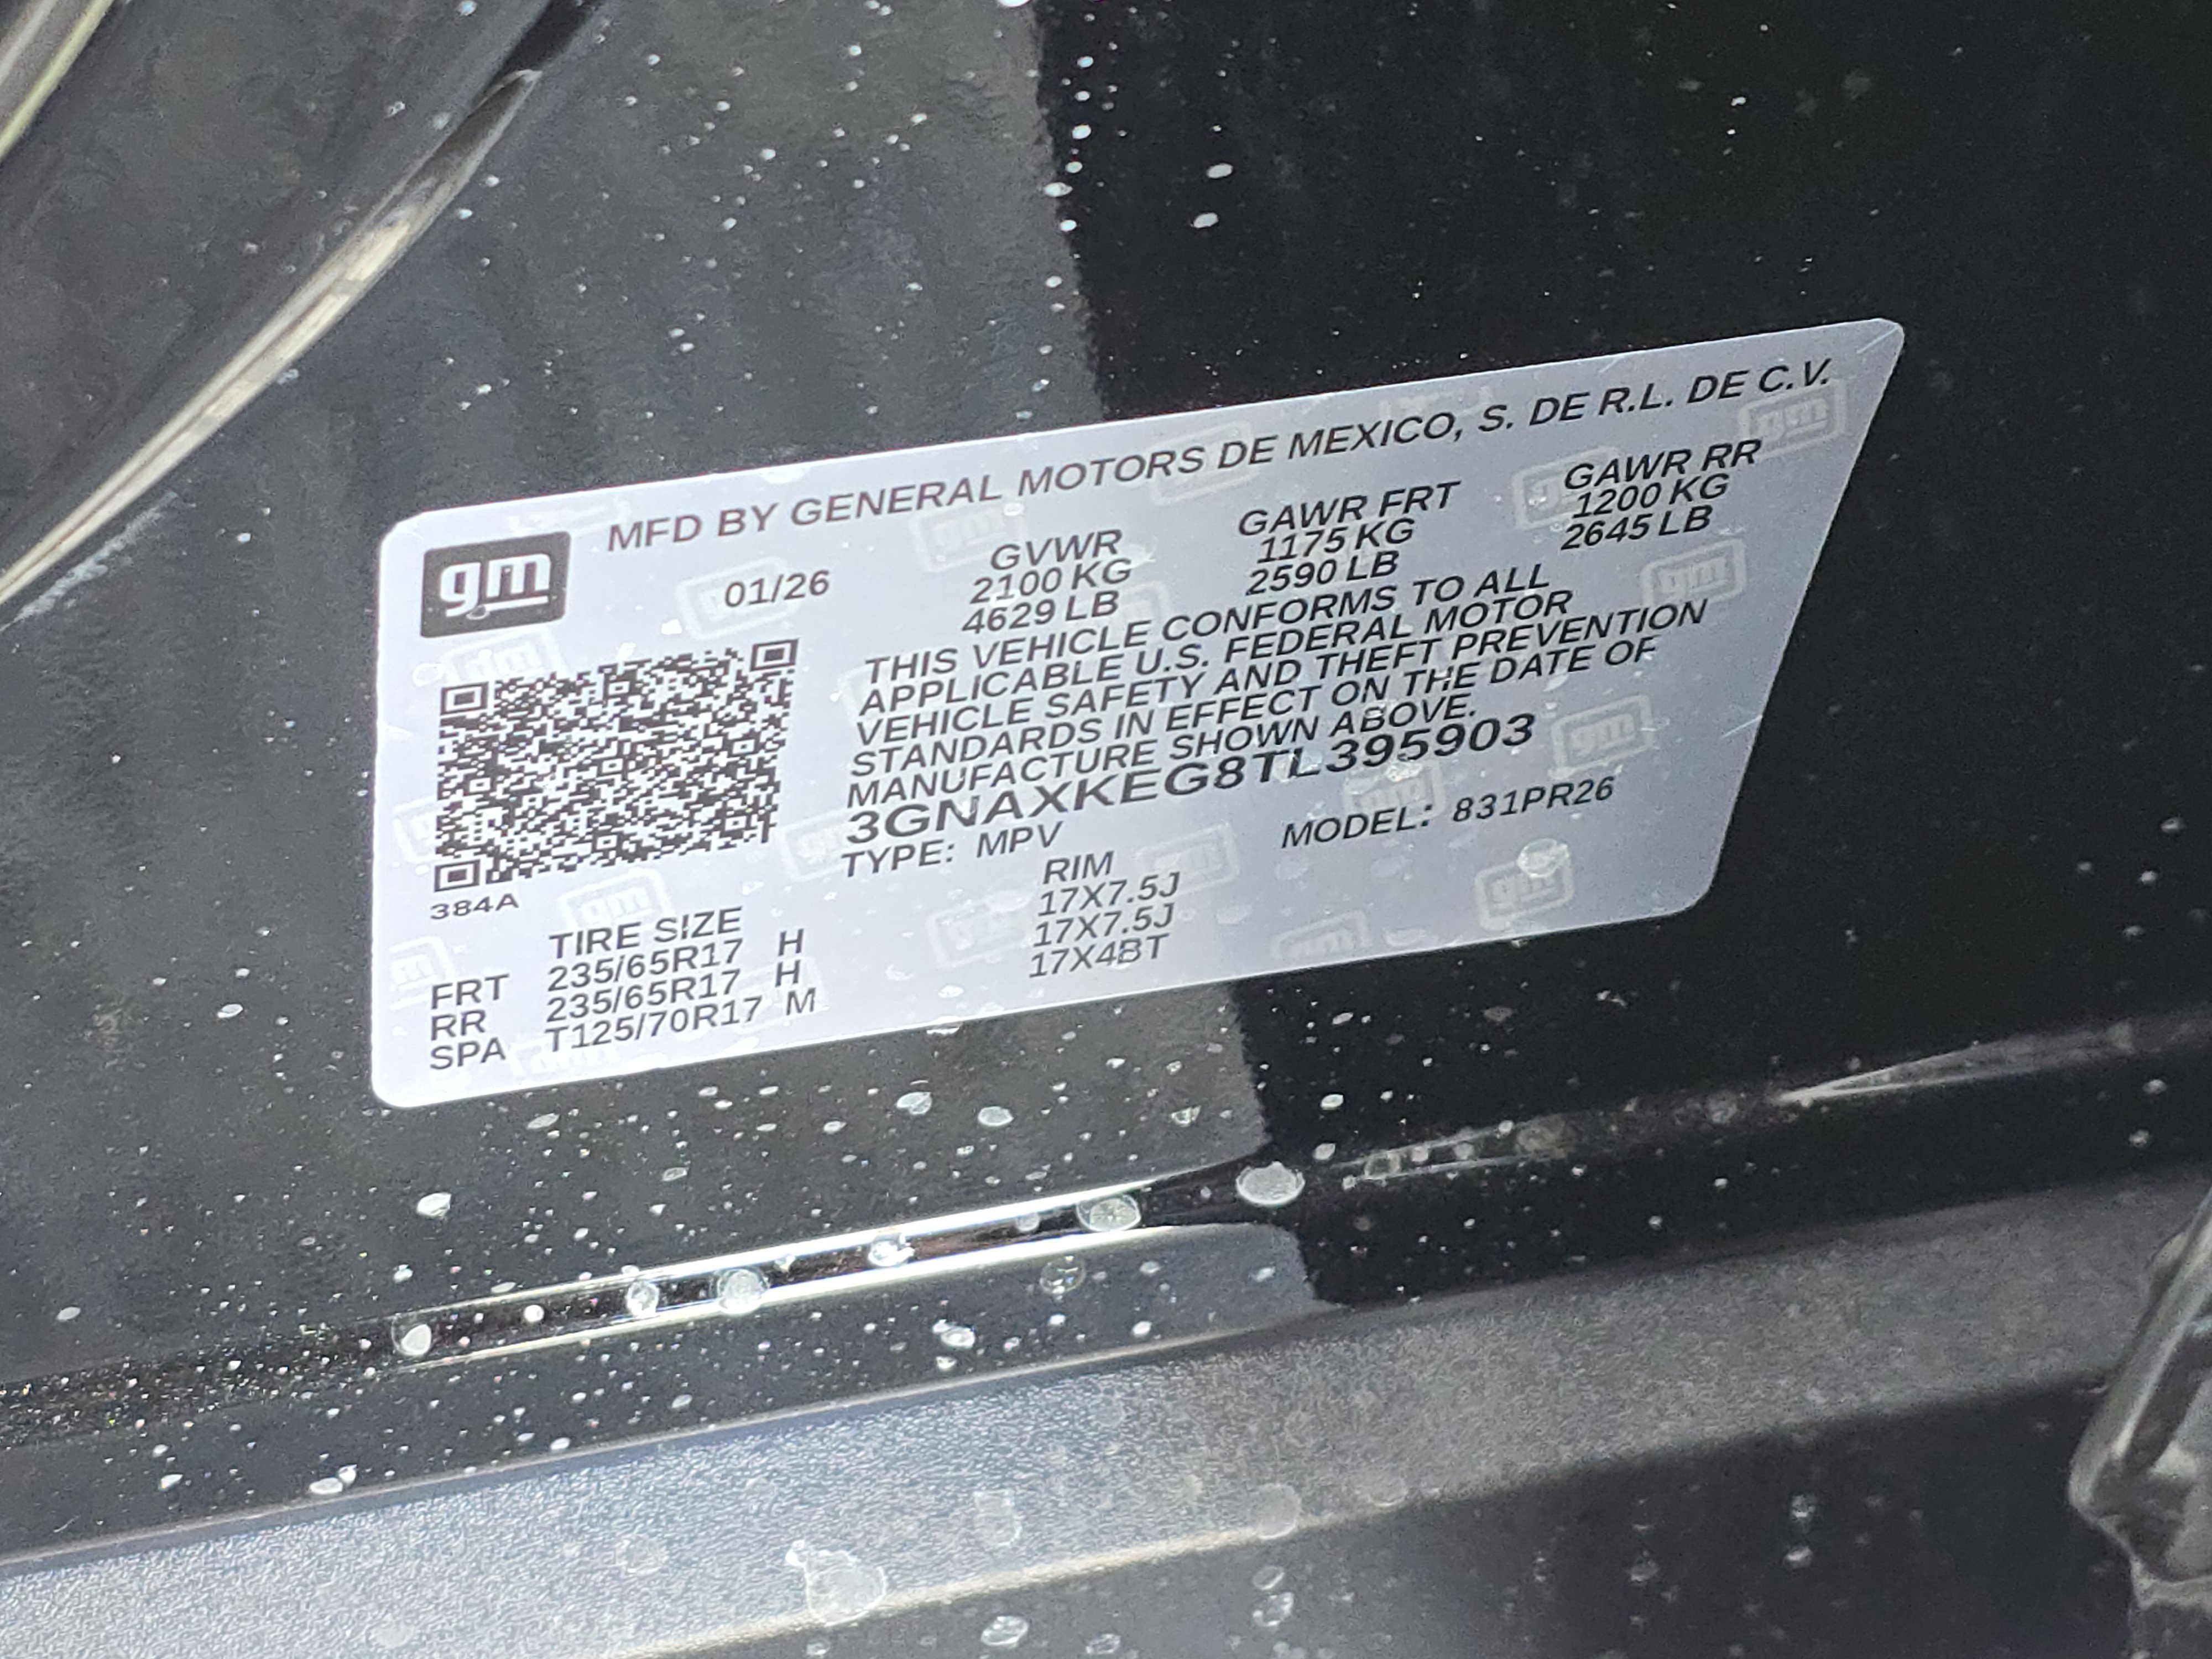 gm
MFD BY GENERAL MOTORS DE MEXICO, S. DE R.L. DE C.V.
01/26
GVWR
2100 KG
4629 LB
GAWR FRT
1175 KG
2590 LB
GAWR RR
1200 KG
2645 LB
THIS VEHICLE CONFORMS TO ALL
APPLICABLE U.S. FEDERAL MOTOR
VEHICLE SAFETY AND THEFT PREVENTION
STANDARDS IN EFFECT ON THE DATE OF
MANUFACTURE SHOWN ABOVE.
3GNAXKEG8TL395903
TYPE: MPV MODEL: 831PR26
384A
TIRE SIZE RIM
FRT 235/65R17 H 17X7.5J
RR 235/65R17 H 17X7.5J
SPA T125/70R17 M 17X4BT